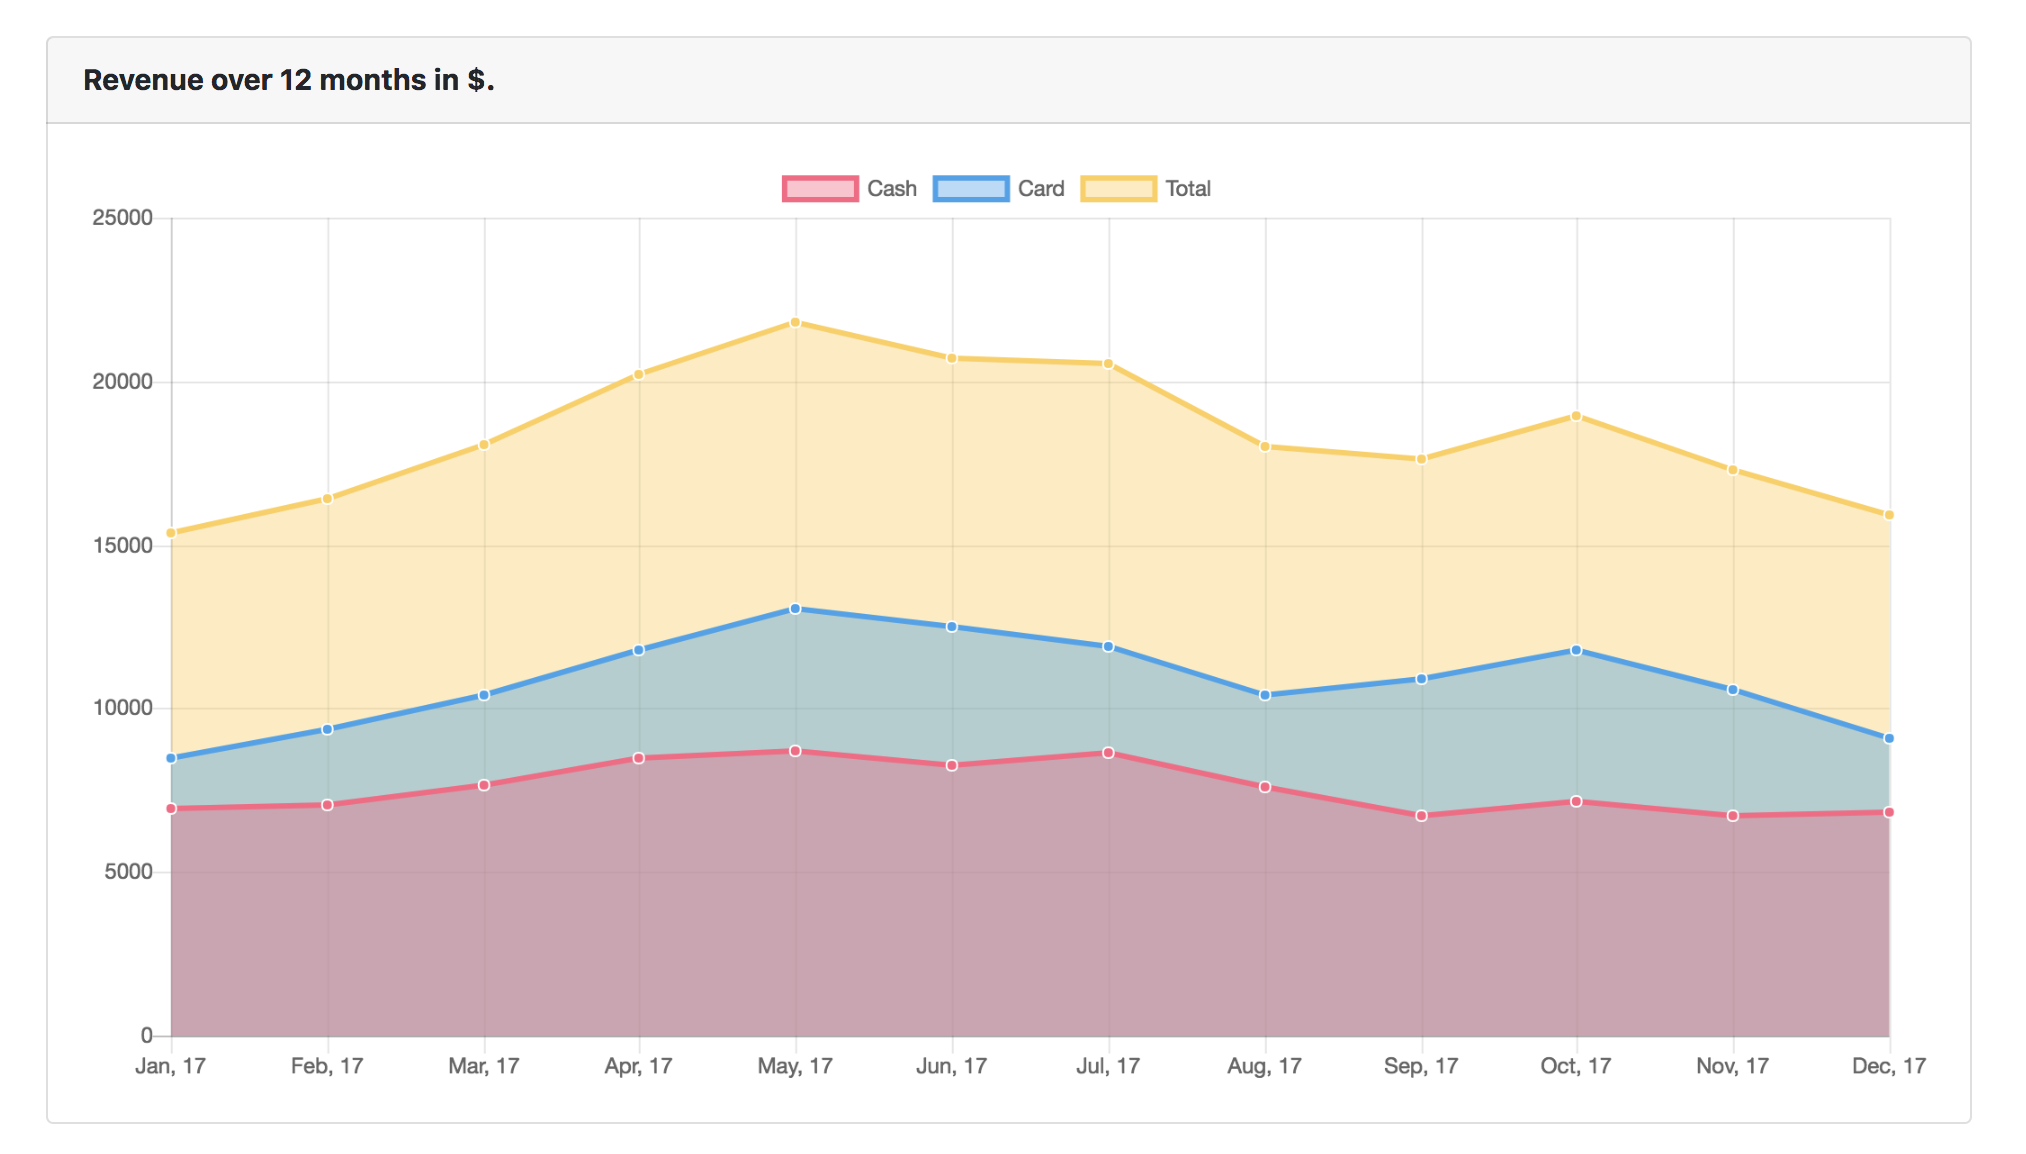 Revenue over 12 months in $.
Cash Card Total
25000
20000
15000
10000
5000
0
Jan, 17 Feb, 17 Mar, 17 Apr, 17 May, 17 Jun, 17 Jul, 17 Aug, 17 Sep, 17 Oct, 17 Nov, 17 Dec, 17